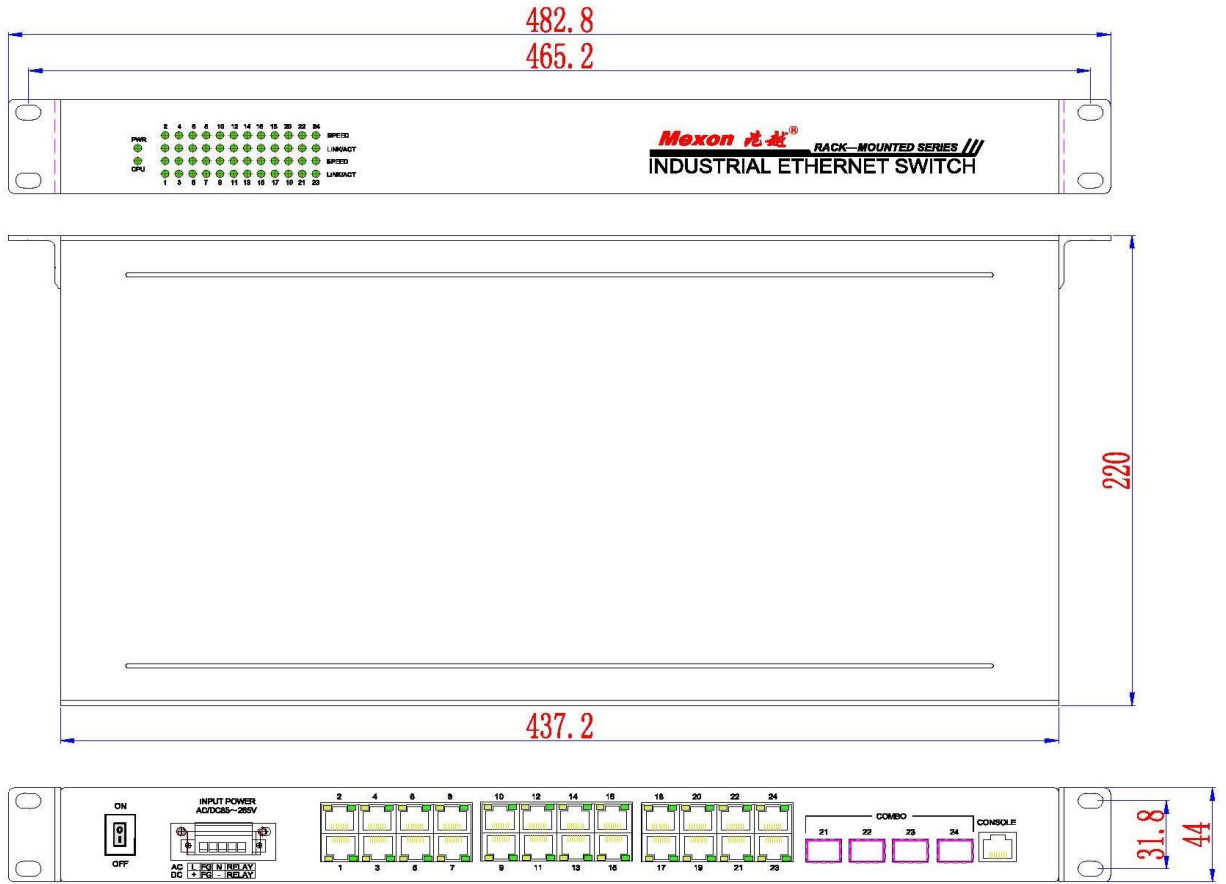 482.8
465.2
2 4 6 8 10 12 14 16 18 20 22 24 SPEED
PWR
LINK/ACT
SPEED
CPU
LINK/ACT
1 3 5 7 9 11 13 15 17 19 21 23
Mexon 兆越®
RACK—MOUNTED SERIES
INDUSTRIAL ETHERNET SWITCH
220
437.2
ON
OFF
INPUT POWER
AC/DC85~265V
AC L FG N RELAY
DC + FG - RELAY
2 4 6 8 10 12 14 16 18 20 22 24
1 3 5 7 9 11 13 15 17 19 21 23
COMBO
21 22 23 24
CONSOLE
31.8
44